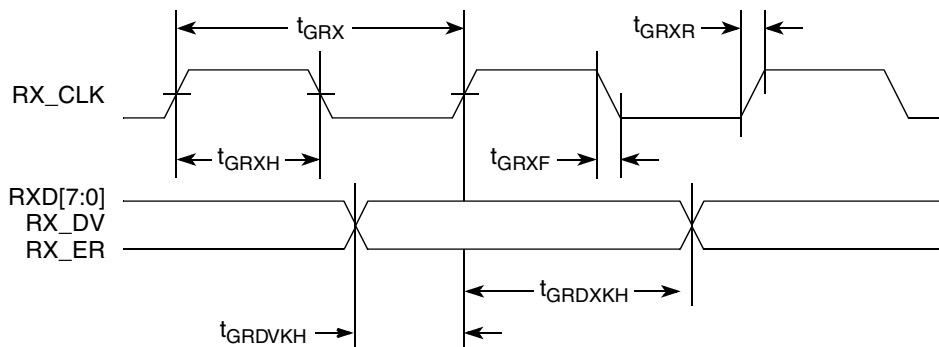 tGRX
tGRXR
RX_CLK
tGRXH
tGRXF
RXD[7:0]
RX_DV
RX_ER
tGRDXKH
tGRDVKH